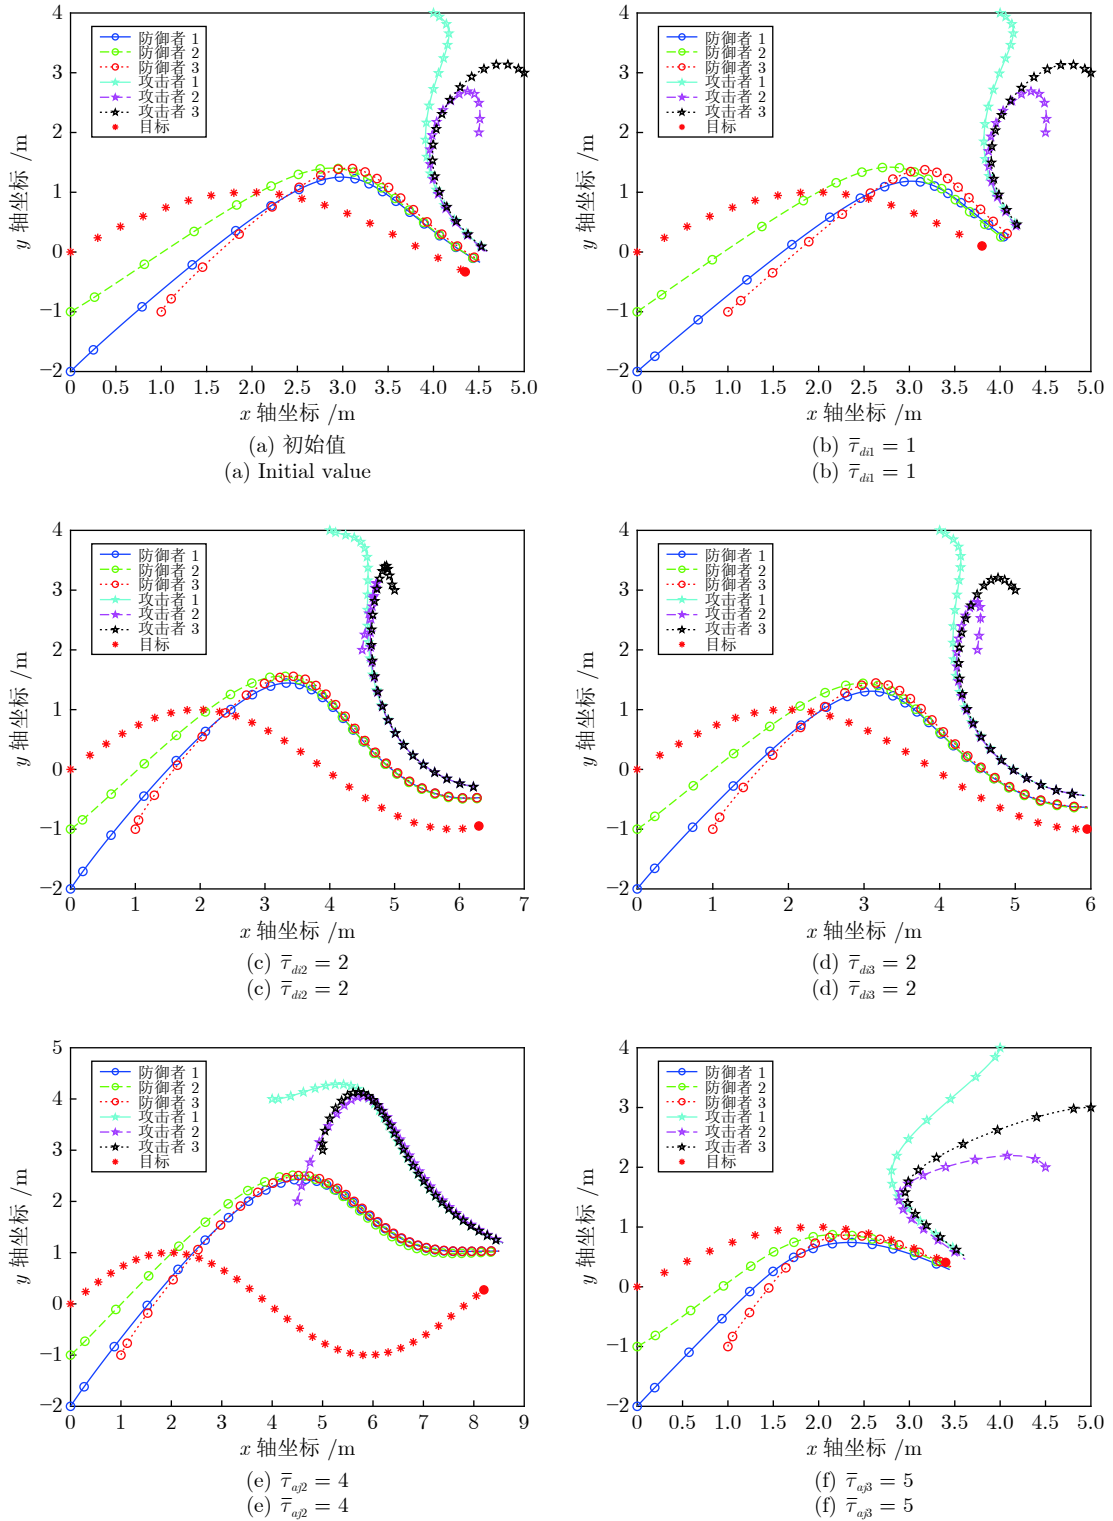 4
3
2
1
0
−1
−2
y 轴坐标 /m
防御者 1
防御者 2
防御者 3
攻击者 1
攻击者 2
攻击者 3
目标
0 0.5 1.0 1.5 2.0 2.5 3.0 3.5 4.0 4.5 5.0
x 轴坐标 /m
(a) 初始值
(a) Initial value
4
3
2
1
0
−1
−2
y 轴坐标 /m
防御者 1
防御者 2
防御者 3
攻击者 1
攻击者 2
攻击者 3
目标
0 0.5 1.0 1.5 2.0 2.5 3.0 3.5 4.0 4.5 5.0
x 轴坐标 /m
(b) τ̄di1 = 1
(b) τ̄di1 = 1
4
3
2
1
0
−1
−2
y 轴坐标 /m
防御者 1
防御者 2
防御者 3
攻击者 1
攻击者 2
攻击者 3
目标
0 1 2 3 4 5 6 7
x 轴坐标 /m
(c) τ̄di2 = 2
(c) τ̄di2 = 2
4
3
2
1
0
−1
−2
y 轴坐标 /m
防御者 1
防御者 2
防御者 3
攻击者 1
攻击者 2
攻击者 3
目标
0 1 2 3 4 5 6
x 轴坐标 /m
(d) τ̄di3 = 2
(d) τ̄di3 = 2
5
4
3
2
1
0
−1
−2
y 轴坐标 /m
防御者 1
防御者 2
防御者 3
攻击者 1
攻击者 2
攻击者 3
目标
0 1 2 3 4 5 6 7 8 9
x 轴坐标 /m
(e) τ̄aj2 = 4
(e) τ̄aj2 = 4
4
3
2
1
0
−1
−2
y 轴坐标 /m
防御者 1
防御者 2
防御者 3
攻击者 1
攻击者 2
攻击者 3
目标
0 0.5 1.0 1.5 2.0 2.5 3.0 3.5 4.0 4.5 5.0
x 轴坐标 /m
(f) τ̄aj3 = 5
(f) τ̄aj3 = 5